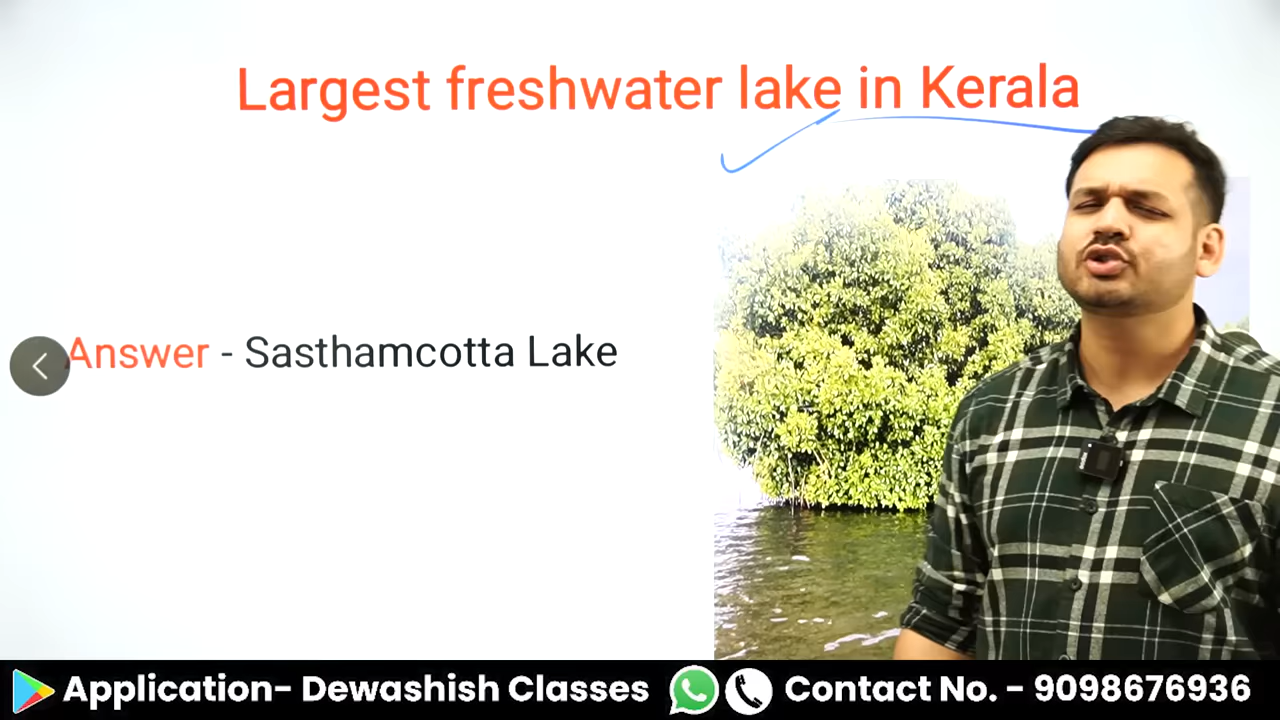 Largest freshwater lake in Kerala
Answer - Sasthamcotta Lake
Application- Dewashish Classes Contact No. - 9098676936